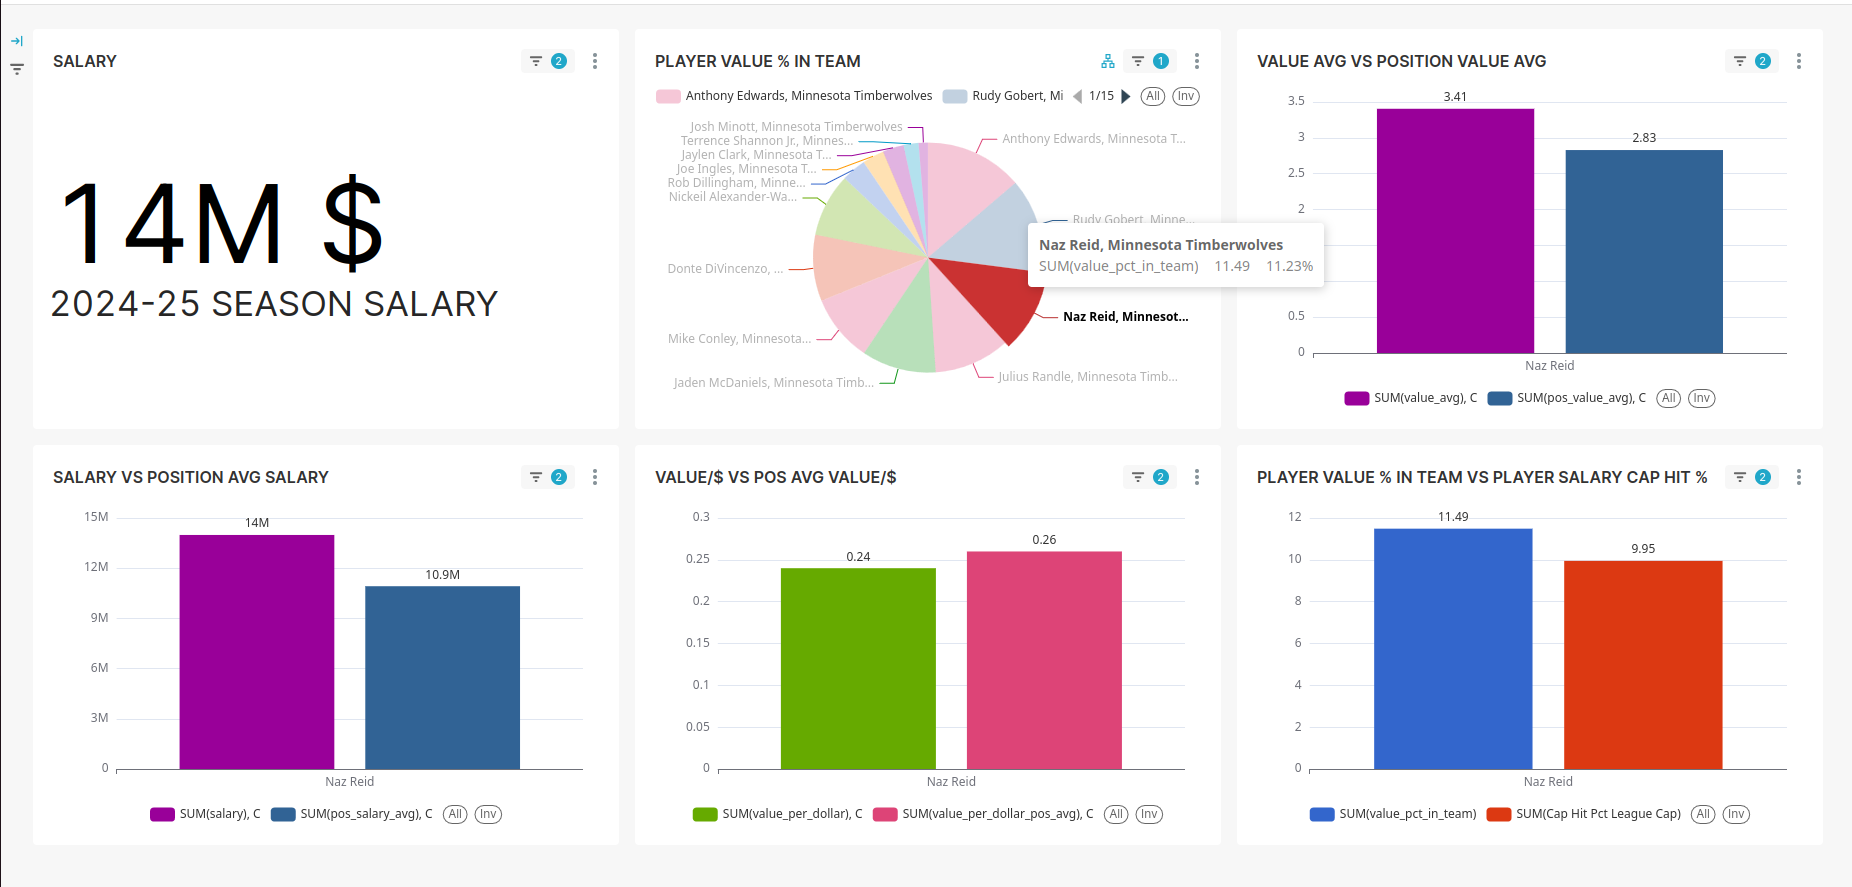 SALARY
2
14M $
2024-25 SEASON SALARY
PLAYER VALUE % IN TEAM
1
Anthony Edwards, Minnesota Timberwolves
Rudy Gobert, Mi
1/15
All
Inv
Josh Minott, Minnesota Timberwolves
Terrence Shannon Jr., Minnes...
Jaylen Clark, Minnesota T...
Joe Ingles, Minnesota T...
Rob Dillingham, Minne...
Nickeil Alexander-Wa...
Donte DiVincenzo, ...
Mike Conley, Minnesota...
Jaden McDaniels, Minnesota Timb...
Anthony Edwards, Minnesota T...
Rudy Gobert, Minne...
Naz Reid, Minnesota Timberwolves
SUM(value_pct_in_team) 11.49 11.23%
Naz Reid, Minnesot...
Julius Randle, Minnesota Timb...
VALUE AVG VS POSITION VALUE AVG
2
3.5
3
2.5
2
0.5
0
3.41
2.83
Naz Reid
SUM(value_avg), C
SUM(pos_value_avg), C
All
Inv
SALARY VS POSITION AVG SALARY
2
15M
12M
9M
6M
3M
0
14M
10.9M
Naz Reid
SUM(salary), C
SUM(pos_salary_avg), C
All
Inv
VALUE/$ VS POS AVG VALUE/$
2
0.3
0.25
0.2
0.15
0.1
0.05
0
0.24
0.26
Naz Reid
SUM(value_per_dollar), C
SUM(value_per_dollar_pos_avg), C
All
Inv
PLAYER VALUE % IN TEAM VS PLAYER SALARY CAP HIT %
2
12
10
8
6
4
2
0
11.49
9.95
Naz Reid
SUM(value_pct_in_team)
SUM(Cap Hit Pct League Cap)
All
Inv